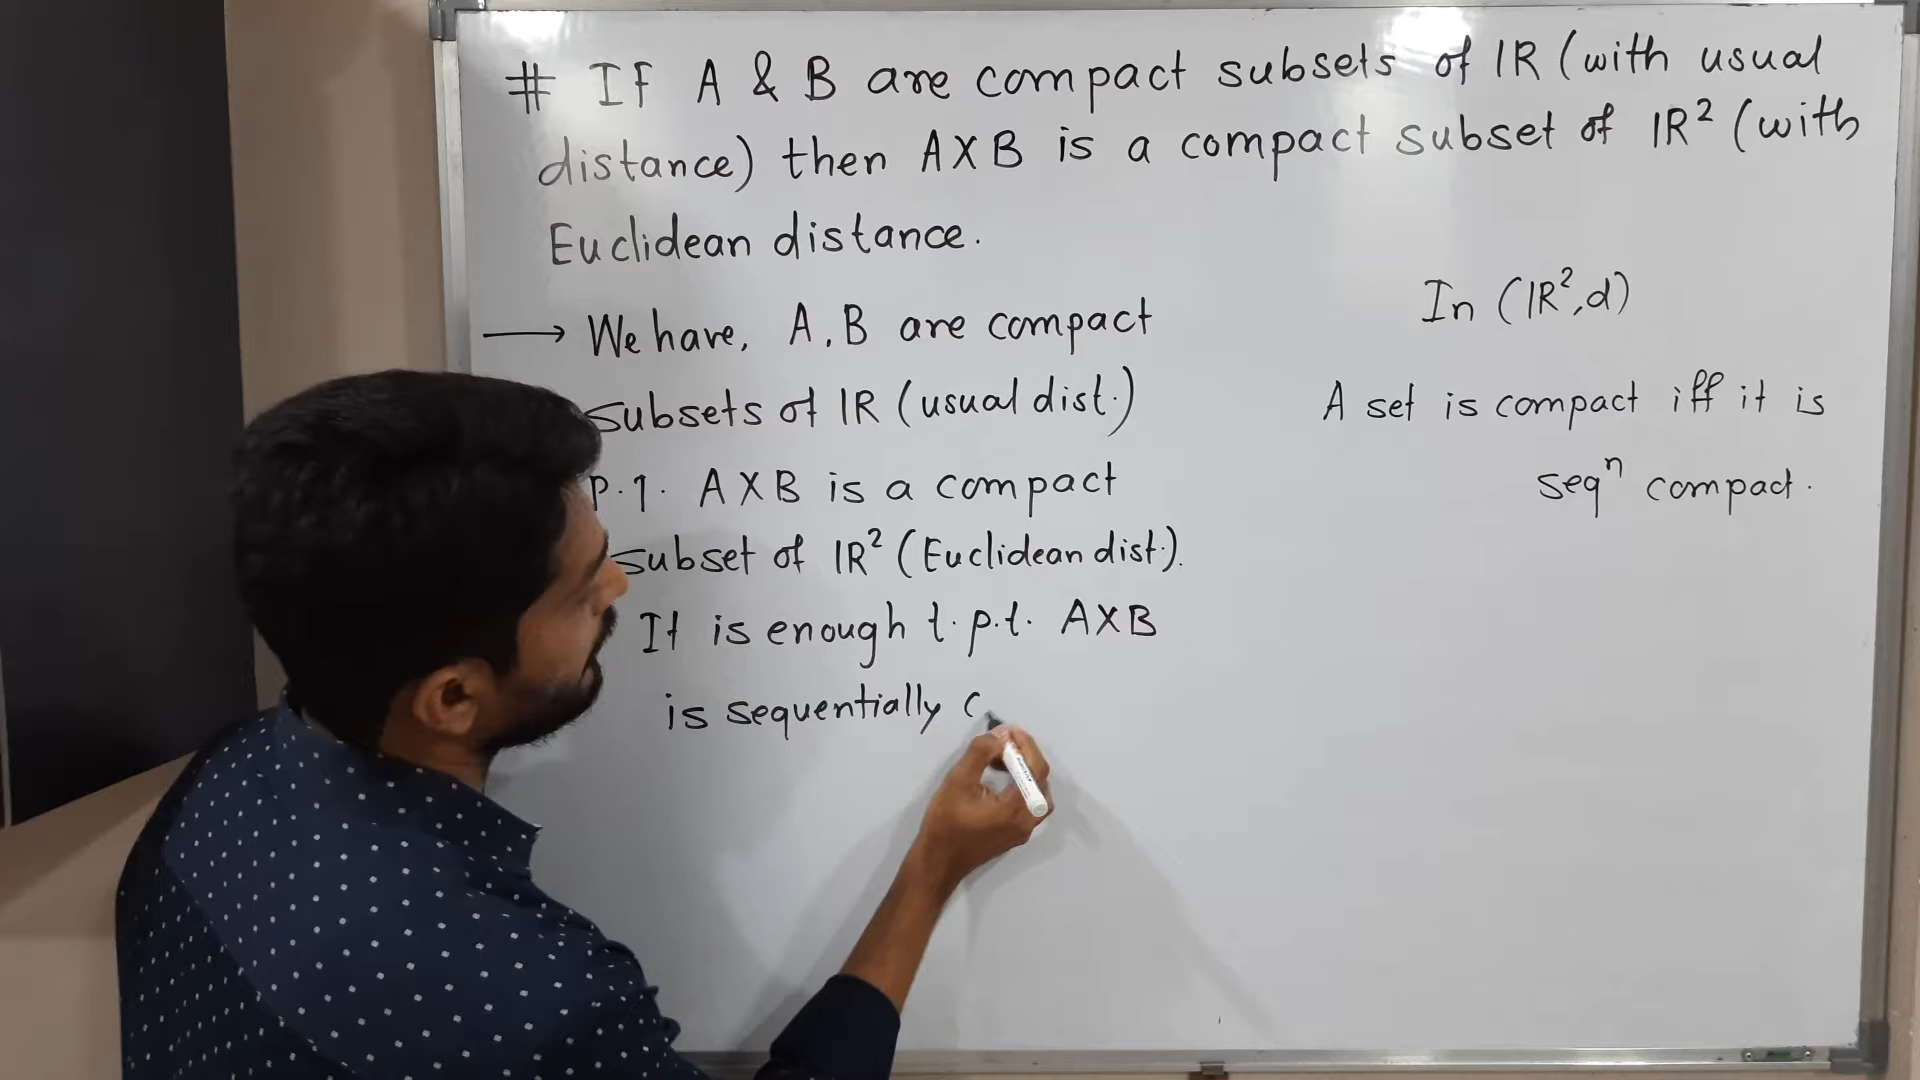 # IF A & B are compact subsets of IR (with usual
distance) then A X B is a compact subset of IR² (with
Euclidean distance.
→ We have, A, B are compact
subsets of IR (usual dist.)
P.T. A X B is a compact
subset of IR² (Euclidean dist.).
It is enough t.p.t. A X B
is sequentially c
In (IR², d)
A set is compact iff it is
seqⁿ compact.